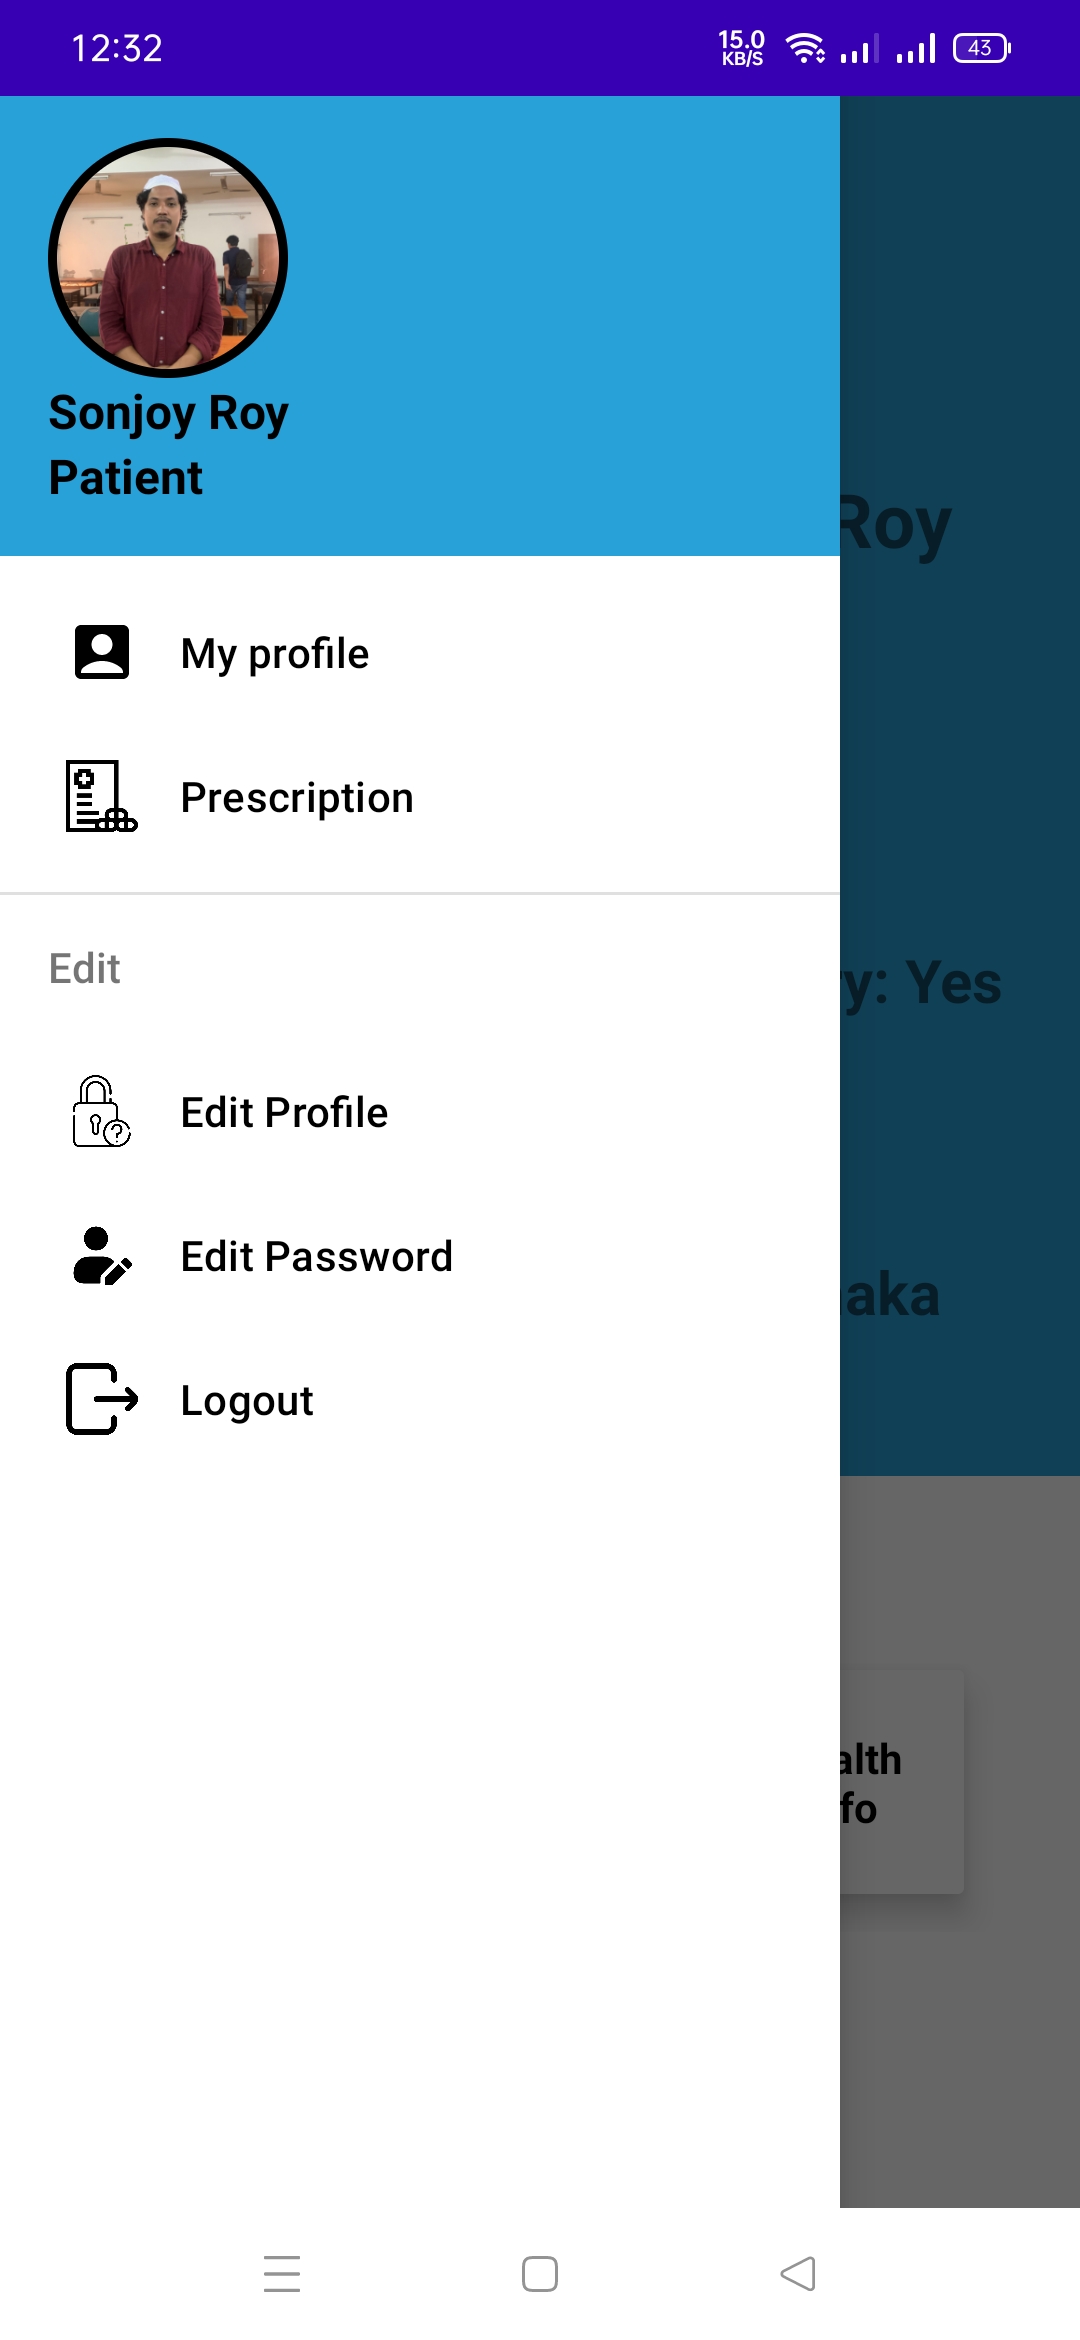 12:32
15.0
KB/S
43
Sonjoy Roy
Patient
Roy
My profile
Prescription
Edit
y: Yes
Edit Profile
Edit Password
aka
Logout
alth
fo